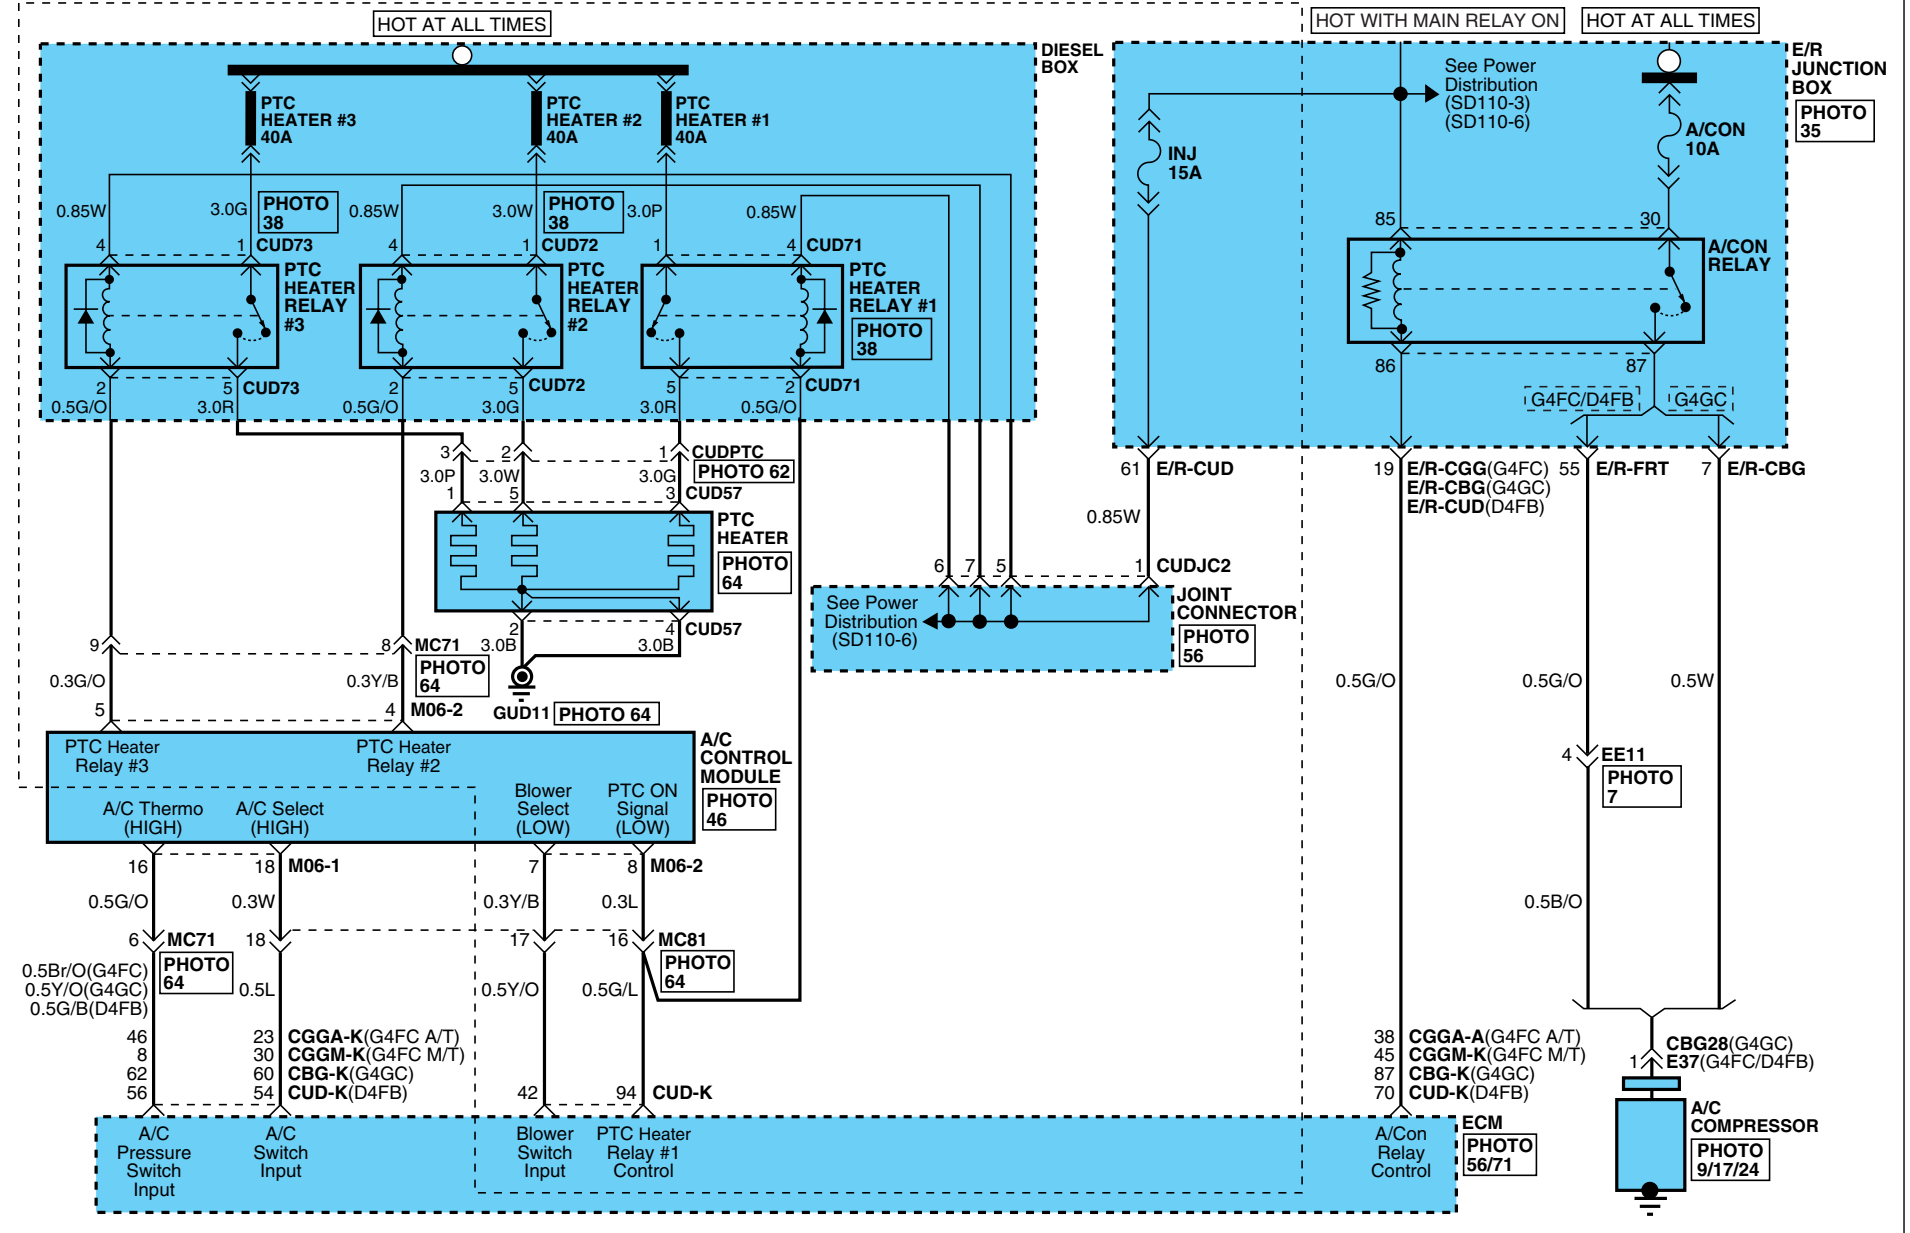 HOT AT ALL TIMES
HOT WITH MAIN RELAY ON
HOT AT ALL TIMES
DIESEL
BOX
PTC
HEATER #3
40A
PTC
HEATER #2
40A
PTC
HEATER #1
40A
See Power
Distribution
(SD110-3)
(SD110-6)
E/R
JUNCTION
BOX
PHOTO
35
INJ
15A
A/CON
10A
0.85W
3.0G
PHOTO
38
0.85W
3.0W
PHOTO
38
3.0P
0.85W
85
30
4
1
CUD73
4
1
CUD72
1
4
CUD71
PTC
HEATER
RELAY
#3
PTC
HEATER
RELAY
#2
PTC
HEATER
RELAY #1
PHOTO
38
A/CON
RELAY
2
5
CUD73
2
5
CUD72
5
2
CUD71
86
87
0.5G/O
3.0R
0.5G/O
3.0G
3.0R
0.5G/O
G4FC/D4FB
G4GC
3
2
1
CUDPTC
PHOTO 62
3.0P
3.0W
3.0G
1
5
3
CUD57
PTC
HEATER
PHOTO
64
61
E/R-CUD
19
E/R-CGG(G4FC)
E/R-CBG(G4GC)
E/R-CUD(D4FB)
55
E/R-FRT
7
E/R-CBG
0.85W
6
7
5
1
CUDJC2
See Power
Distribution
(SD110-6)
JOINT
CONNECTOR
PHOTO
56
2
4
CUD57
3.0B
3.0B
9
8
MC71
PHOTO
64
0.3G/O
0.3Y/B
5
4
M06-2
GUD11
PHOTO 64
0.5G/O
0.5G/O
0.5W
PTC Heater
Relay #3
PTC Heater
Relay #2
A/C
CONTROL
MODULE
PHOTO
46
A/C Thermo
(HIGH)
A/C Select
(HIGH)
Blower
Select
(LOW)
PTC ON
Signal
(LOW)
4
EE11
PHOTO
7
16
18
M06-1
7
8
M06-2
0.5G/O
0.3W
0.3Y/B
0.3L
0.5B/O
6
MC71
PHOTO
64
18
17
16
MC81
PHOTO
64
0.5Br/O(G4FC)
0.5Y/O(G4GC)
0.5G/B(D4FB)
0.5L
0.5Y/O
0.5G/L
46
8
62
56
23
30
60
54
CGGA-K(G4FC A/T)
CGGM-K(G4FC M/T)
CBG-K(G4GC)
CUD-K(D4FB)
42
94
CUD-K
38
45
87
70
CGGA-A(G4FC A/T)
CGGM-K(G4FC M/T)
CBG-K(G4GC)
CUD-K(D4FB)
CBG28(G4GC)
1
E37(G4FC/D4FB)
A/C
Pressure
Switch
Input
A/C
Switch
Input
Blower
Switch
Input
PTC Heater
Relay #1
Control
A/Con
Relay
Control
ECM
PHOTO
56/71
A/C
COMPRESSOR
PHOTO
9/17/24